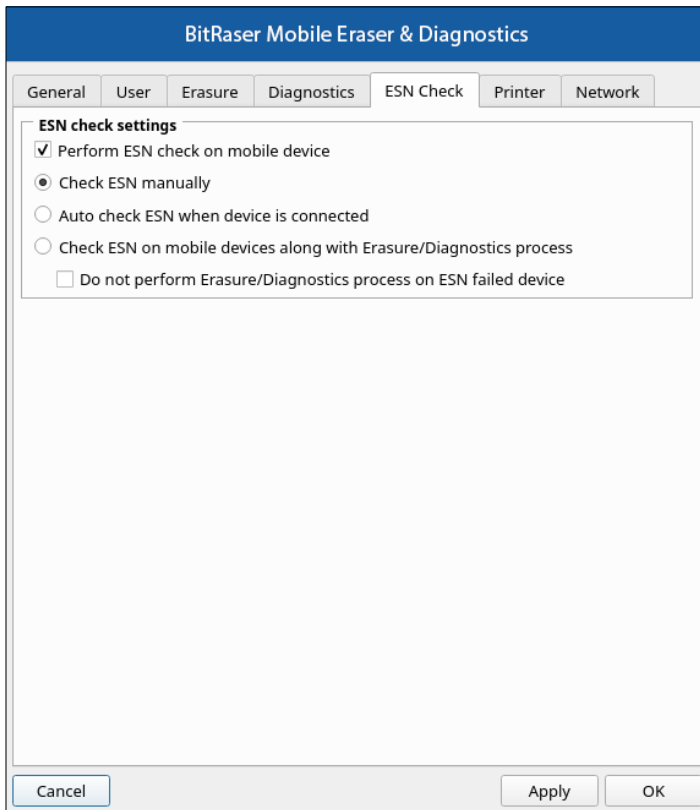 BitRaser Mobile Eraser & Diagnostics
General User Erasure Diagnostics ESN Check Printer Network
ESN check settings
Perform ESN check on mobile device
Check ESN manually
Auto check ESN when device is connected
Check ESN on mobile devices along with Erasure/Diagnostics process
Do not perform Erasure/Diagnostics process on ESN failed device
Cancel Apply OK